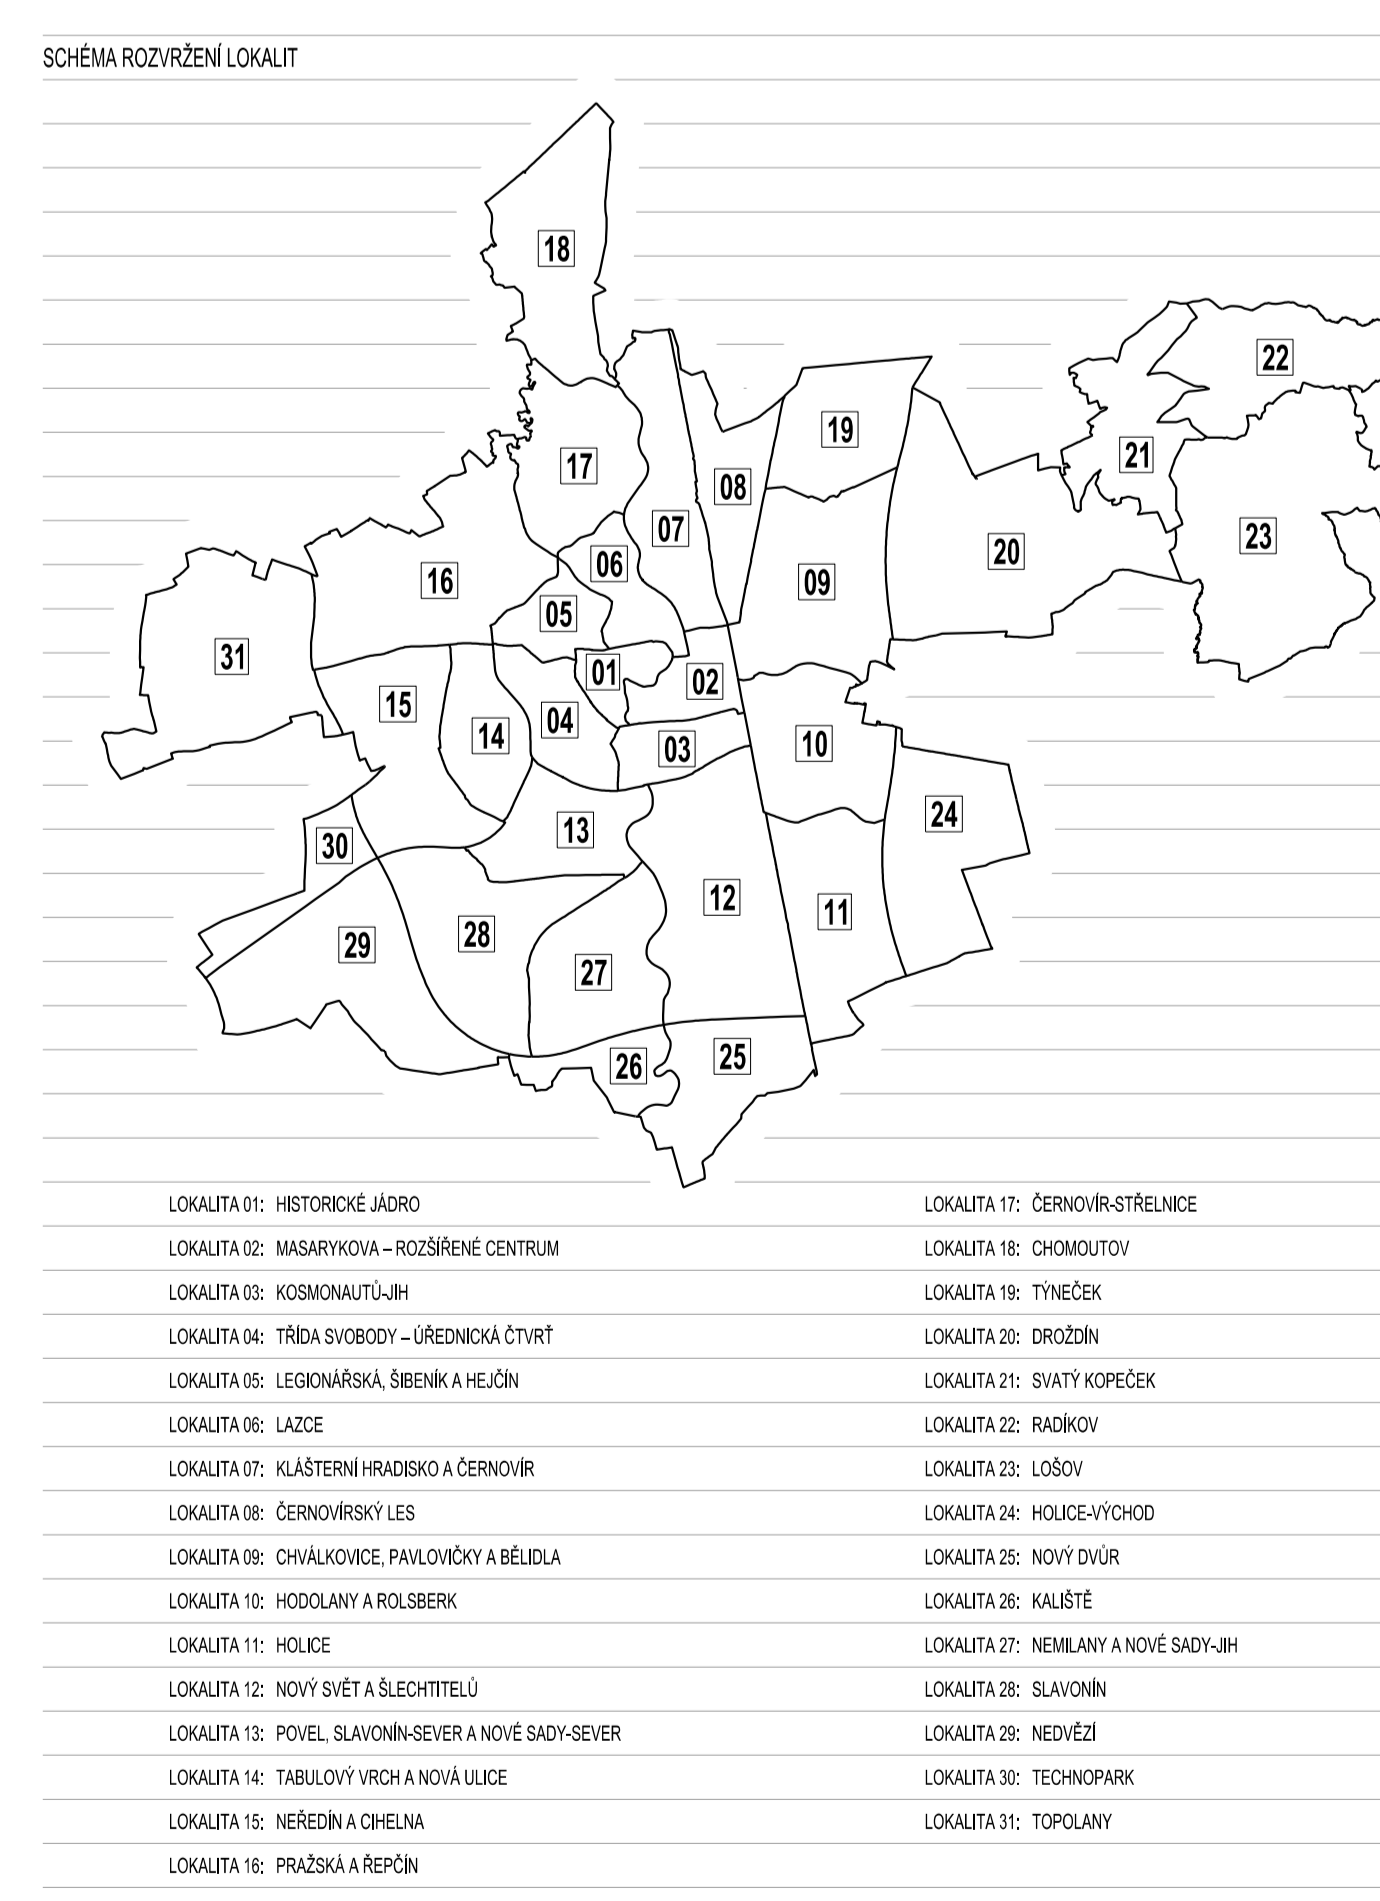 SCHÉMA ROZVRŽENÍ LOKALIT
18
22
19
21
17
08
07
23
20
06
16
09
05
31
01
02
15
04
14
03
10
24
13
30
12
11
28
29
27
25
26
LOKALITA 01: HISTORICKÉ JÁDRO
LOKALITA 02: MASARYKOVA – ROZŠÍŘENÉ CENTRUM
LOKALITA 03: KOSMONAUTŮ-JIH
LOKALITA 04: TŘÍDA SVOBODY – ÚŘEDNICKÁ ČTVRŤ
LOKALITA 05: LEGIONÁŘSKÁ, ŠIBENÍK A HEJČÍN
LOKALITA 06: LAZCE
LOKALITA 07: KLÁŠTERNÍ HRADISKO A ČERNOVÍR
LOKALITA 08: ČERNOVÍRSKÝ LES
LOKALITA 09: CHVÁLKOVICE, PAVLOVIČKY A BĚLIDLA
LOKALITA 10: HODOLANY A ROLSBERK
LOKALITA 11: HOLICE
LOKALITA 12: NOVÝ SVĚT A ŠLECHTITELŮ
LOKALITA 13: POVEL, SLAVONÍN-SEVER A NOVÉ SADY-SEVER
LOKALITA 14: TABULOVÝ VRCH A NOVÁ ULICE
LOKALITA 15: NEŘEDÍN A CIHELNA
LOKALITA 16: PRAŽSKÁ A ŘEPČÍN
LOKALITA 17: ČERNOVÍR-STŘELNICE
LOKALITA 18: CHOMOUTOV
LOKALITA 19: TÝNEČEK
LOKALITA 20: DROŽDÍN
LOKALITA 21: SVATÝ KOPEČEK
LOKALITA 22: RADÍKOV
LOKALITA 23: LOŠOV
LOKALITA 24: HOLICE-VÝCHOD
LOKALITA 25: NOVÝ DVŮR
LOKALITA 26: KALIŠTĚ
LOKALITA 27: NEMILANY A NOVÉ SADY-JIH
LOKALITA 28: SLAVONÍN
LOKALITA 29: NEDVĚZÍ
LOKALITA 30: TECHNOPARK
LOKALITA 31: TOPOLANY